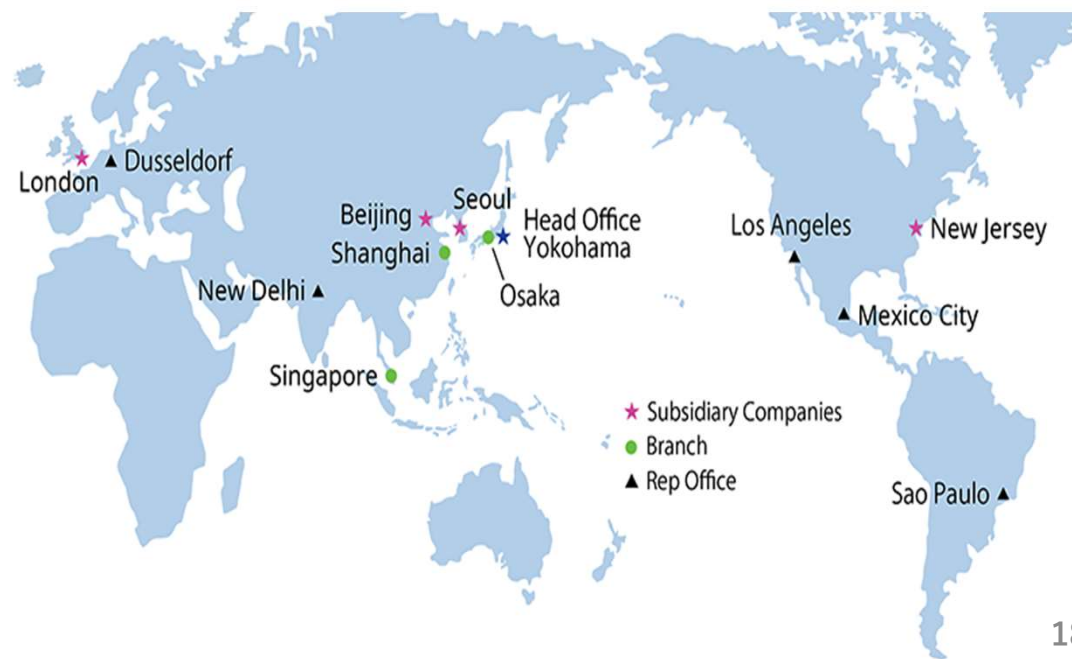 Dusseldorf
London
Seoul
Beijing
Head Office
Yokohama
Shanghai
Osaka
New Delhi
Singapore
Los Angeles
New Jersey
Mexico City
Subsidiary Companies
Branch
Rep Office
Sao Paulo
18